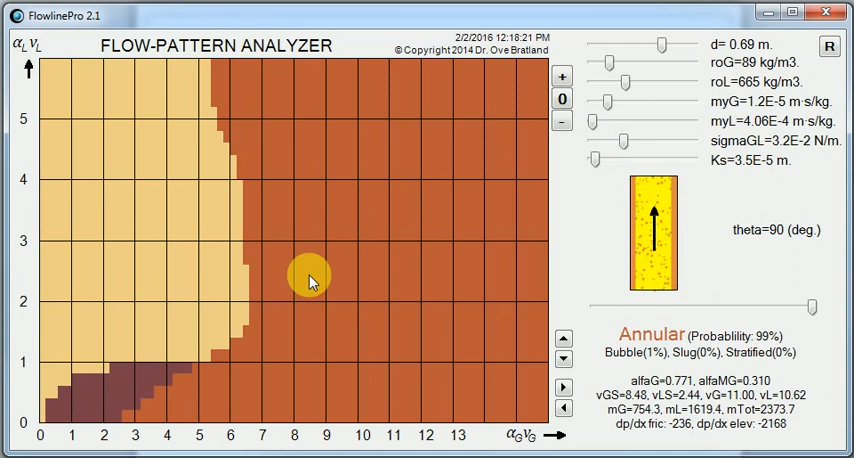 FlowlinePro 2.1
2/2/2016 12:18:21 PM
αL vL
FLOW-PATTERN ANALYZER
© Copyright 2014 Dr. Ove Bratland
R
d= 0.69 m.
roG=89 kg/m3.
roL=665 kg/m3.
myG=1.2E-5 m·s/kg.
myL=4.06E-4 m·s/kg.
sigmaGL=3.2E-2 N/m.
Ks=3.5E-5 m.
+
0
-
5
4
3
2
1
0
0 1 2 3 4 5 6 7 8 9 10 11 12 13
αG vG
theta=90 (deg.)
Annular (Probablility: 99%)
Bubble(1%), Slug(0%), Stratified(0%)
alfaG=0.771, alfaMG=0.310
vGS=8.48, vLS=2.44, vG=11.00, vL=10.62
mG=754.3, mL=1619.4, mTot=2373.7
dp/dx fric: -236, dp/dx elev: -2168